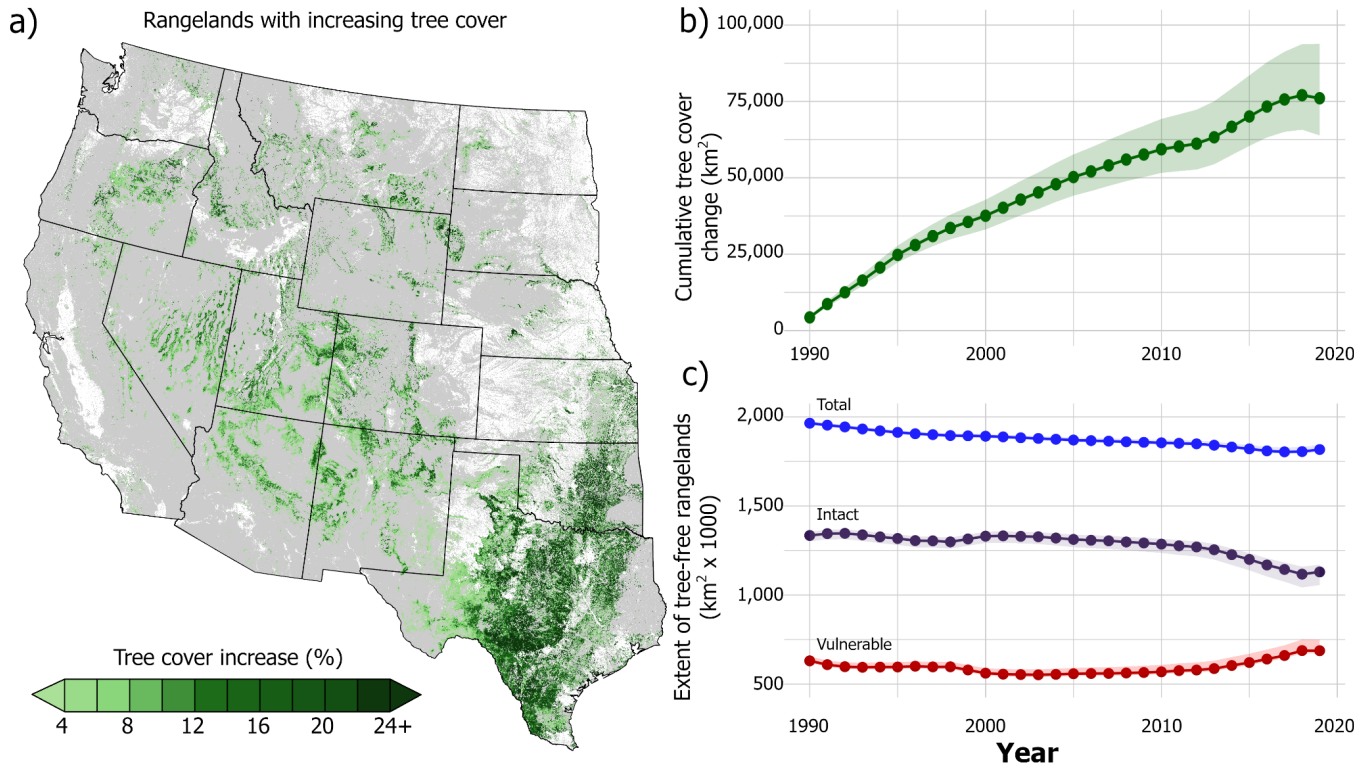 a)
Rangelands with increasing tree cover
Tree cover increase (%)
4 8 12 16 20 24+
b)
Cumulative tree cover
change (km²)
100,000
75,000
50,000
25,000
0
1990 2000 2010 2020
c)
Extent of tree-free rangelands
(km² x 1000)
2,000
1,500
1,000
500
Total
Intact
Vulnerable
1990 2000 2010 2020
Year